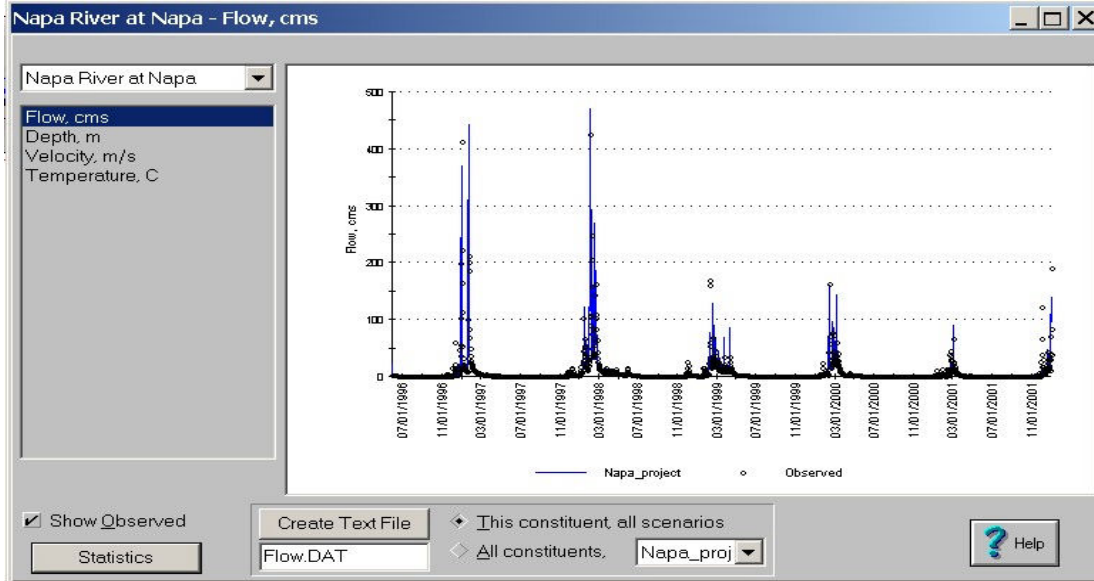 Napa River at Napa - Flow, cms
Napa River at Napa
Flow, cms
Depth, m
Velocity, m/s
Temperature, C
500
400
300
200
100
0
Flow, cms
07/01/1996
11/01/1996
03/01/1997
07/01/1997
11/01/1997
03/01/1998
07/01/1998
11/01/1998
03/01/1999
07/01/1999
11/01/1999
03/01/2000
07/01/2000
11/01/2000
03/01/2001
07/01/2001
11/01/2001
Napa_project
Observed
Show Observed
Statistics
Create Text File
Flow.DAT
This constituent, all scenarios
All constituents,
Napa_proj
? Help